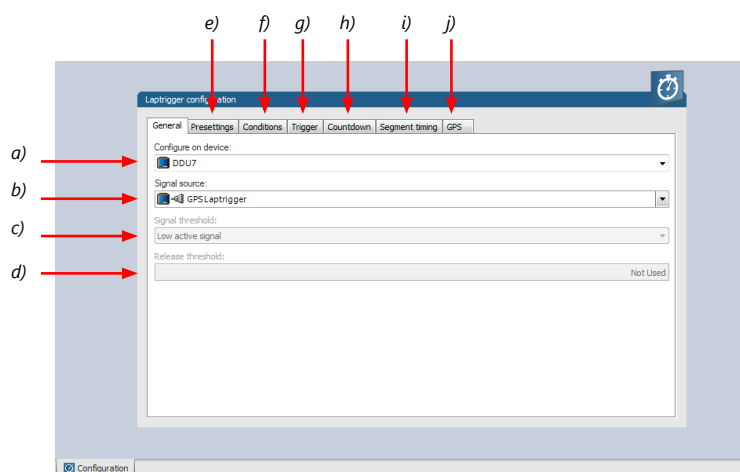 e) f) g) h) i) j)
Laptrigger configuration
General Presettings Conditions Trigger Countdown Segment timing GPS
a)
Configure on device:
DDU7
b)
Signal source:
GPS Laptrigger
c)
Signal threshold:
Low active signal
d)
Release threshold:
Not Used
Configuration